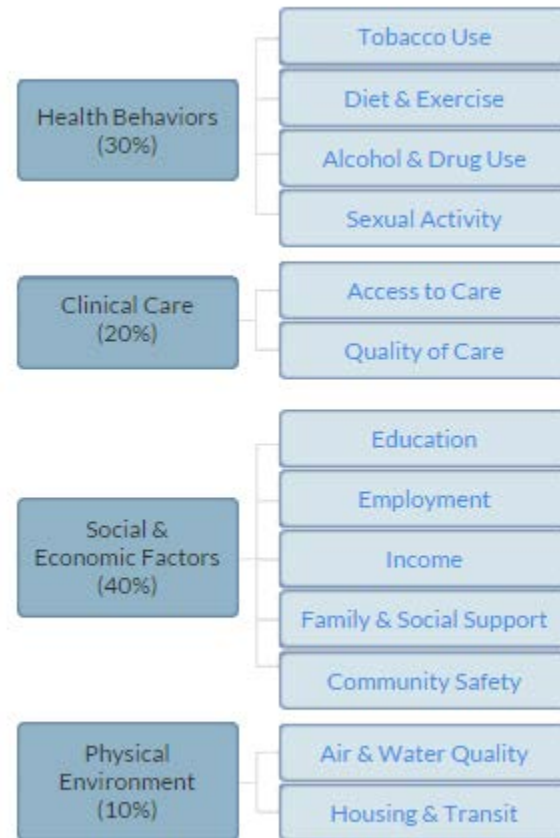 Health Behaviors
(30%)
Tobacco Use
Diet & Exercise
Alcohol & Drug Use
Sexual Activity
Clinical Care
(20%)
Access to Care
Quality of Care
Social &
Economic Factors
(40%)
Education
Employment
Income
Family & Social Support
Community Safety
Physical
Environment
(10%)
Air & Water Quality
Housing & Transit